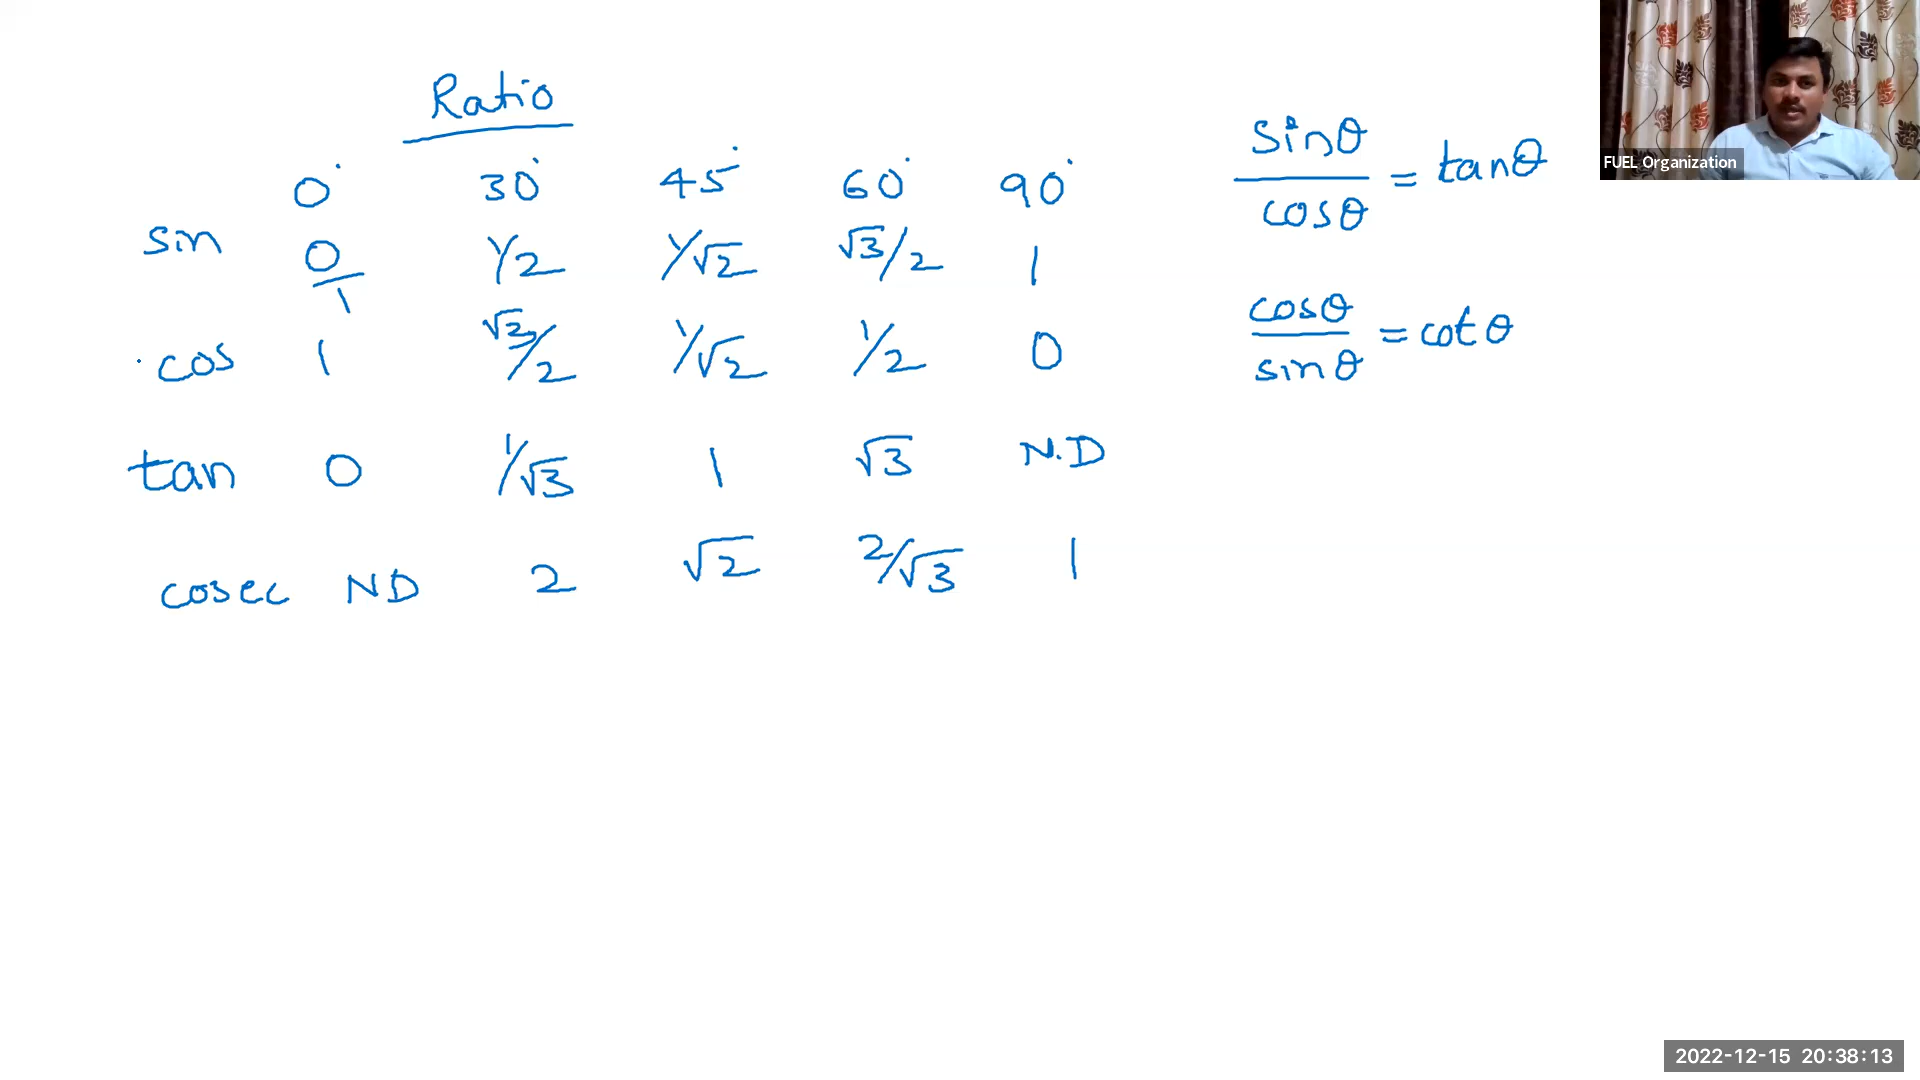 Ratio
0° 30° 45° 60° 90°
sin 0/1 1/2 1/√2 √3/2 1
cos 1 √3/2 1/√2 1/2 0
tan 0 1/√3 1 √3 N.D
cosec ND 2 √2 2/√3 1
sinθ/cosθ = tanθ
cosθ/sinθ = cotθ
FUEL Organization
2022-12-15 20:38:13